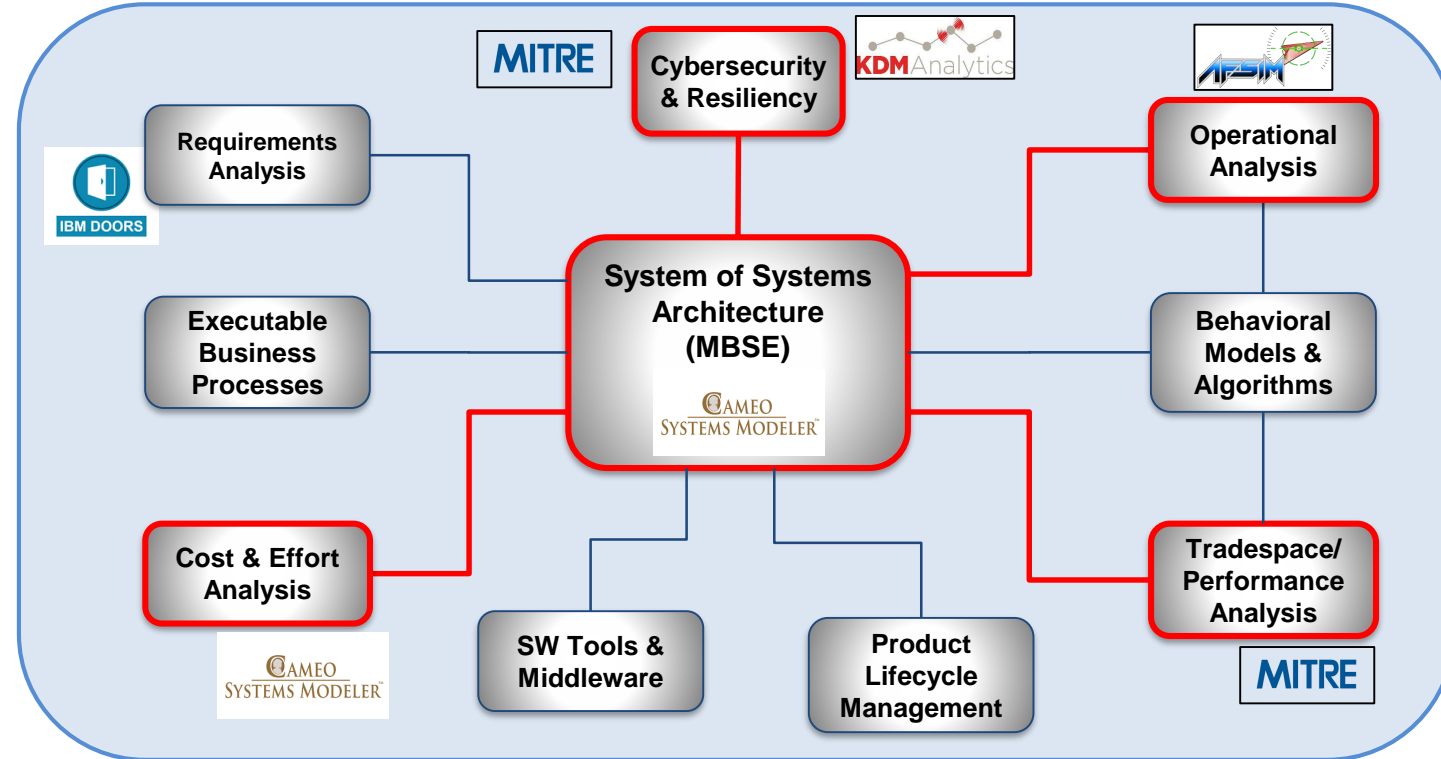 MITRE
Cybersecurity
& Resiliency
KDMAnalytics
AFSIM
Requirements
Analysis
IBM DOORS
Operational
Analysis
System of Systems
Architecture
(MBSE)
CAMEO
SYSTEMS MODELER™
Executable
Business
Processes
Behavioral
Models &
Algorithms
Cost & Effort
Analysis
CAMEO
SYSTEMS MODELER™
SW Tools &
Middleware
Product
Lifecycle
Management
Tradespace/
Performance
Analysis
MITRE